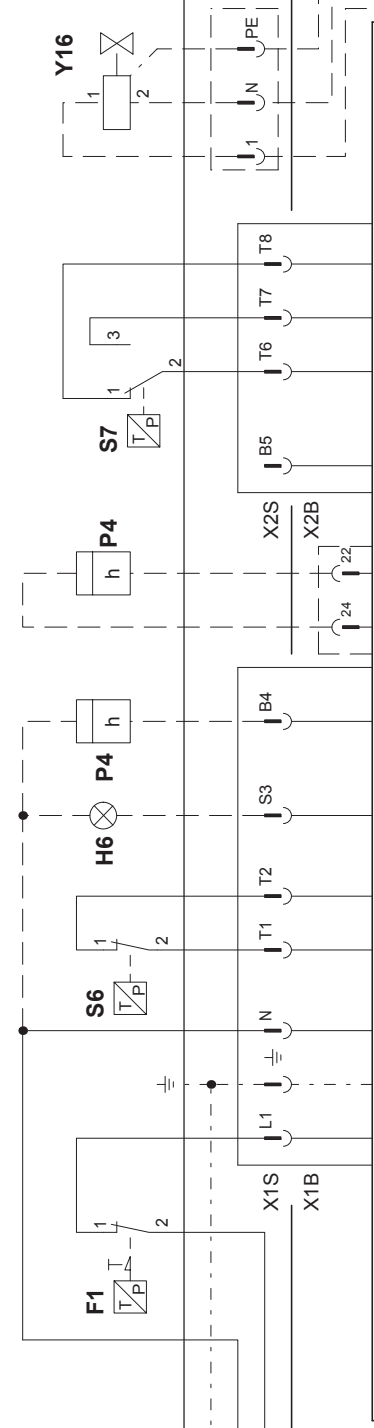 Y16
1
2
PE
N
1
S7
T P
1
3
2
T8
T7
T6
B5
X2S
X2B
P4
h
22
24
P4
h
H6
B4
S3
S6
T P
1
2
T2
T1
N
L1
X1S
X1B
F1
T P
1
2